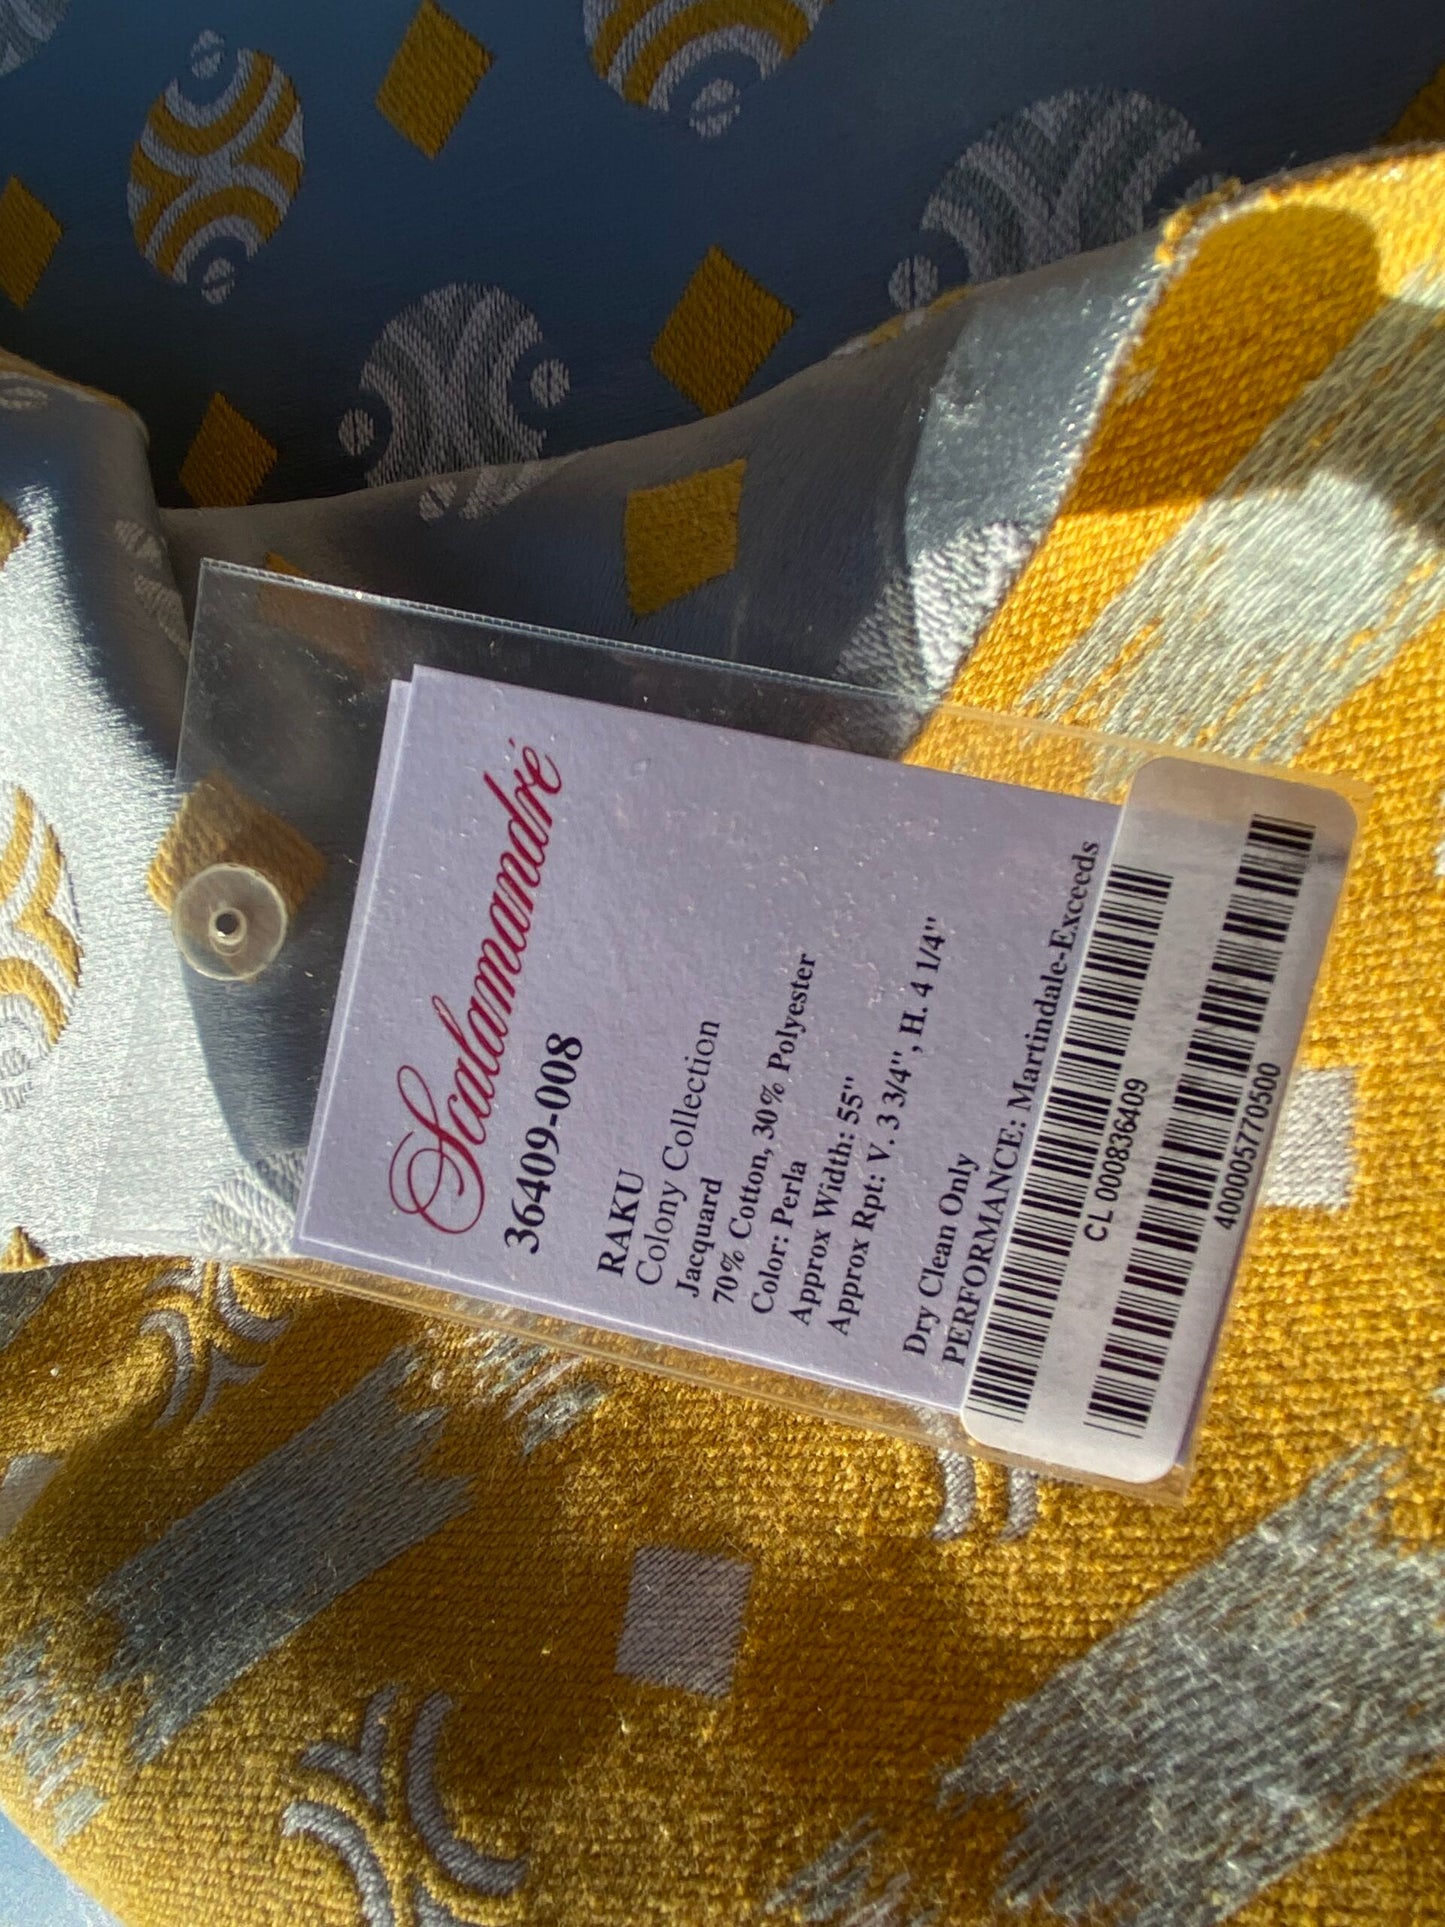 Scalamandré
36409-008
RAKU
Colony Collection
Jacquard
70% Cotton, 30% Polyester
Color: Perla
Approx Width: 55"
Approx Rpt: V. 3 3/4", H. 4 1/4"
Dry Clean Only
PERFORMANCE: Martindale-Exceeds
CL 000836409
400005770500